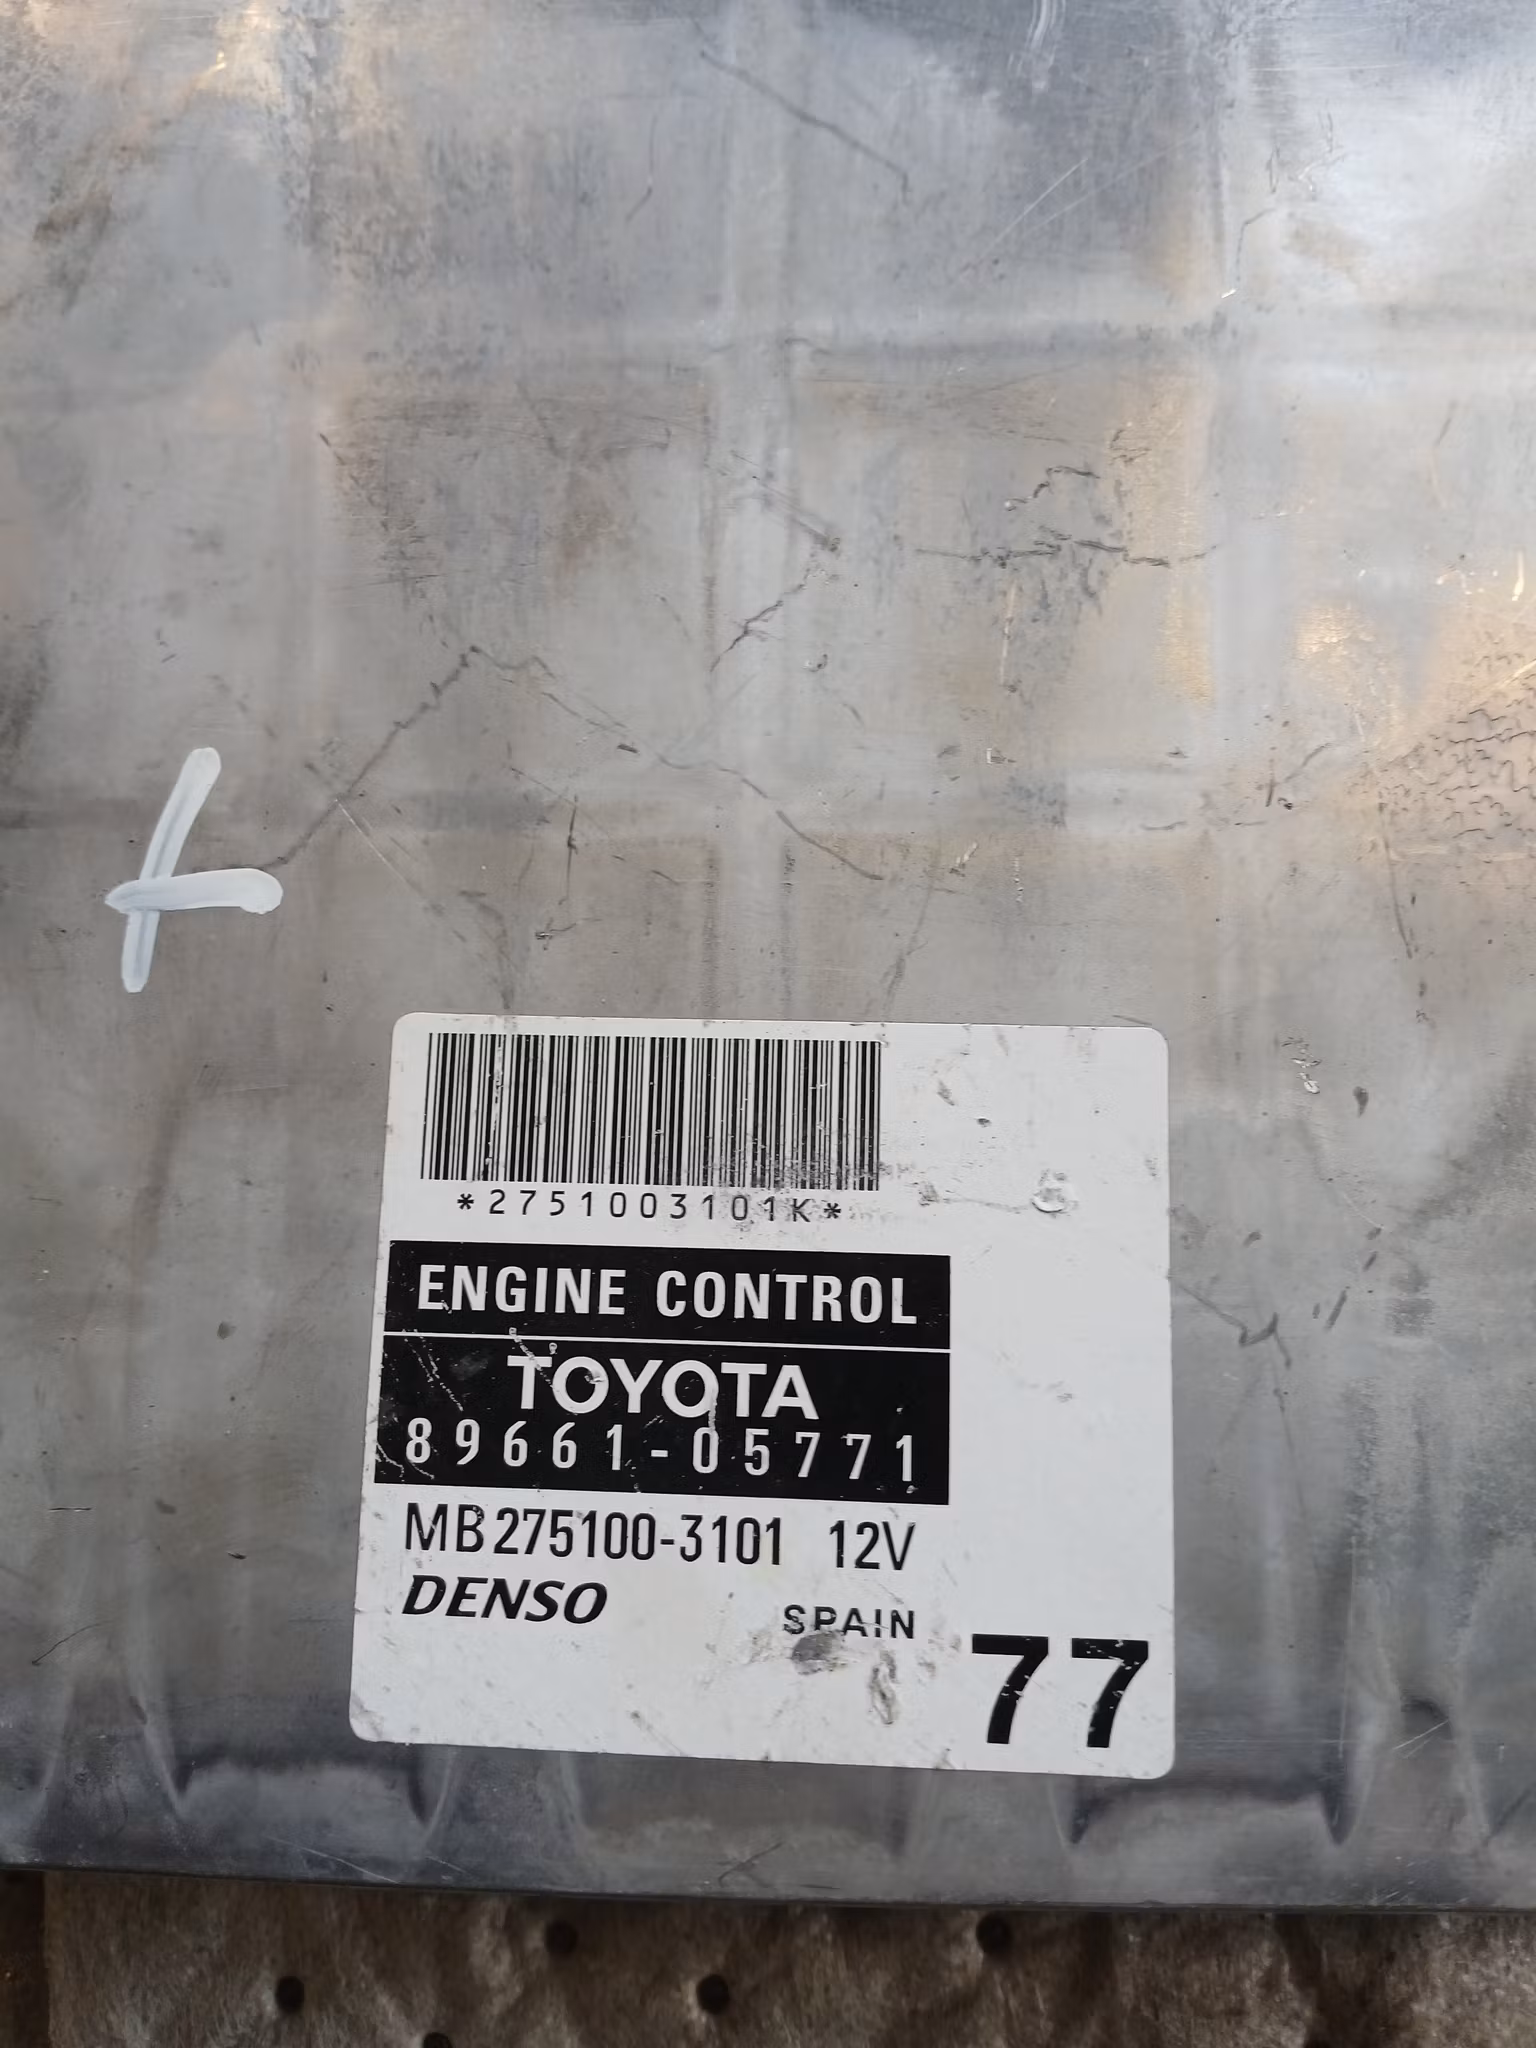 *2751003101K*
ENGINE CONTROL
TOYOTA
89661-05771
MB275100-3101 12V
DENSO SPAIN
77